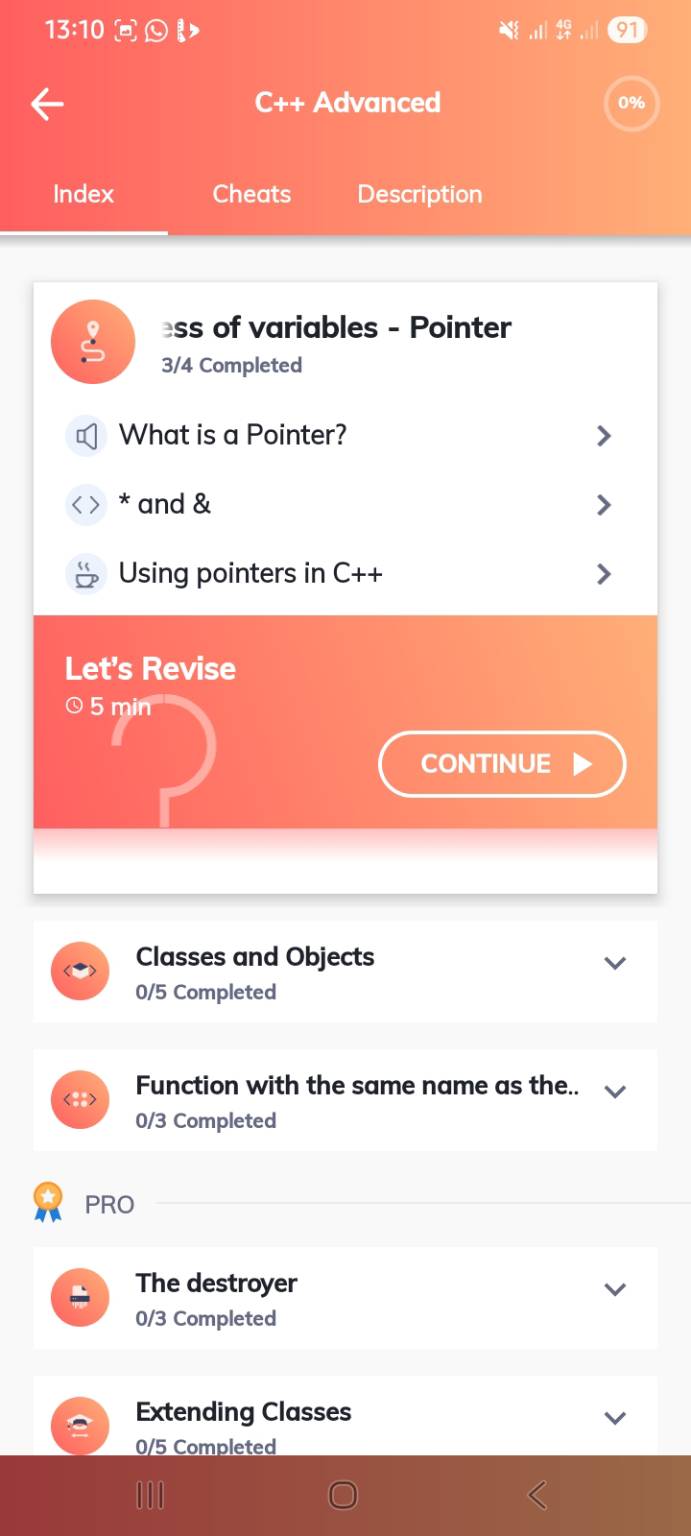 13:10
4G
91
C++ Advanced
0%
Index
Cheats
Description
ss of variables - Pointer
3/4 Completed
What is a Pointer?
* and &
Using pointers in C++
Let's Revise
5 min
CONTINUE
Classes and Objects
0/5 Completed
Function with the same name as the..
0/3 Completed
PRO
The destroyer
0/3 Completed
Extending Classes
0/5 Completed